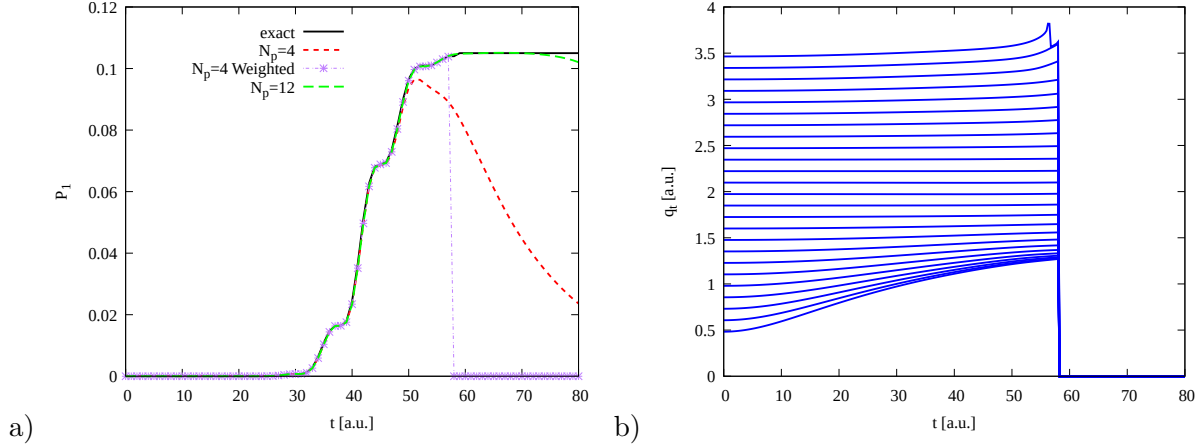 0.12
0.1
0.08
0.06
0.04
0.02
0
P1
exact
Np=4
Np=4 Weighted
Np=12
0 10 20 30 40 50 60 70 80
t [a.u.]
a)
4
3.5
3
2.5
2
1.5
1
0.5
0
qt [a.u.]
0 10 20 30 40 50 60 70 80
t [a.u.]
b)